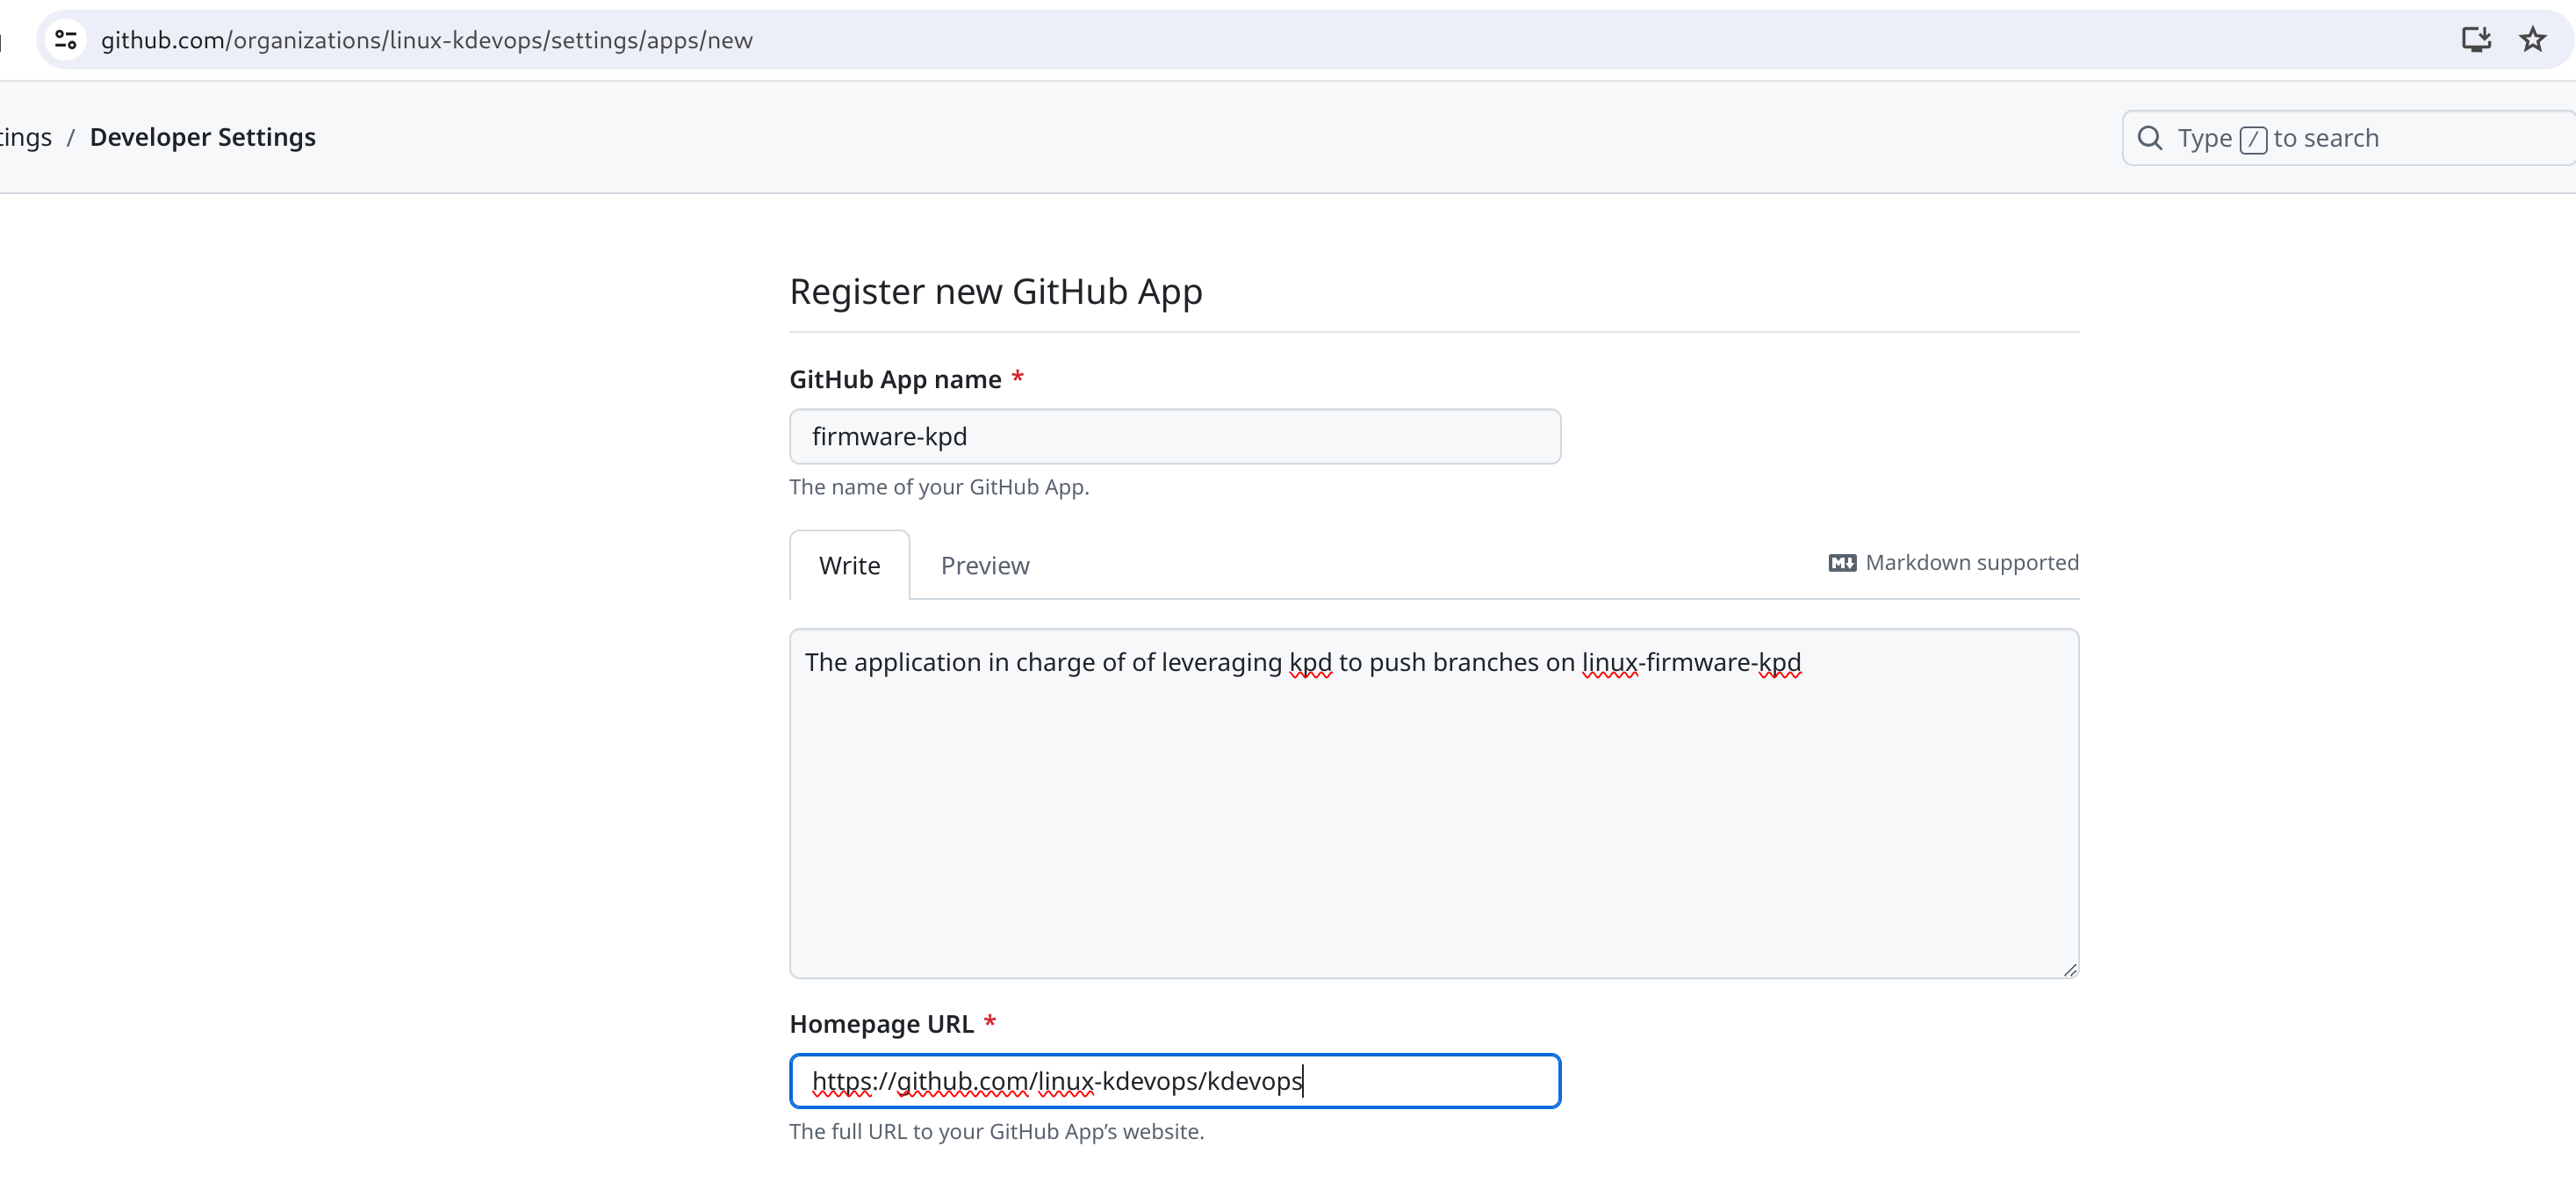 github.com/organizations/linux-kdevops/settings/apps/new
tings / Developer Settings
Type / to search
Register new GitHub App
GitHub App name *
firmware-kpd
The name of your GitHub App.
Write Preview Markdown supported
The application in charge of of leveraging kpd to push branches on linux-firmware-kpd
Homepage URL *
https://github.com/linux-kdevops/kdevops
The full URL to your GitHub App’s website.